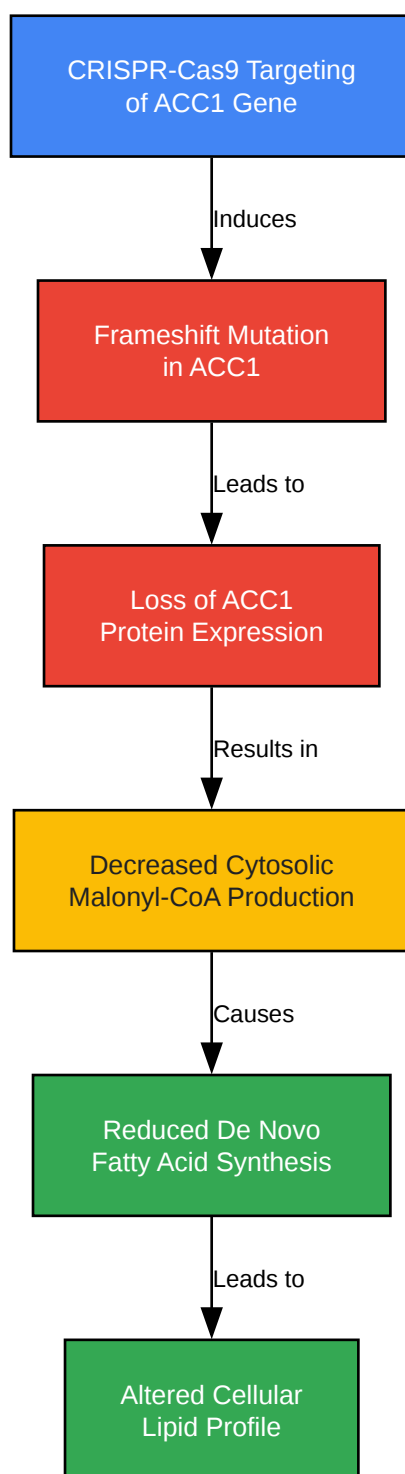 CRISPR-Cas9 Targeting
of ACC1 Gene
Induces
Frameshift Mutation
in ACC1
Leads to
Loss of ACC1
Protein Expression
Results in
Decreased Cytosolic
Malonyl-CoA Production
Causes
Reduced De Novo
Fatty Acid Synthesis
Leads to
Altered Cellular
Lipid Profile